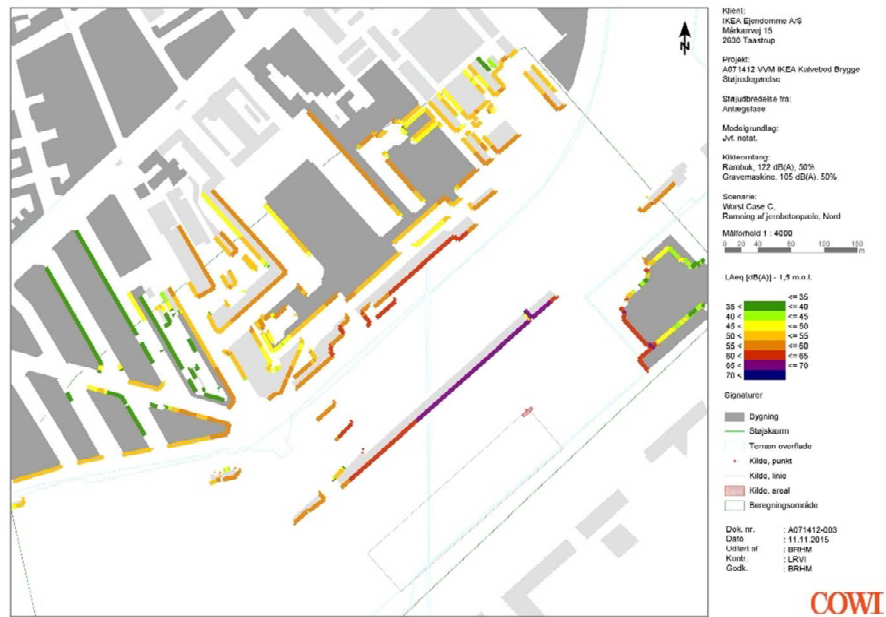 Klient:
IKEA Ejendomme A/S
Mårkærvej 15
2630 Taastrup
Projekt:
A071412 VVM IKEA Kalvebod Brygge
Støjredegørelse
Støjudbredelse fra:
Anlægsfase
Modelgrundlag:
Jvf. notat.
Kildeomfang:
Rambuk, 122 dB(A), 50%
Gravemaskine, 105 dB(A), 50%
Scenarie:
Worst Case C,
Ramning af jernbetonpæle, Nord
Målforhold 1 : 4000
0 20 40 80 120 160
m
LAeq [dB(A)] - 1,5 m.o.t.
<= 35
35 < <= 40
40 < <= 45
45 < <= 50
50 < <= 55
55 < <= 60
60 < <= 65
65 < <= 70
70 <
Signaturer
Bygning
Støjskærm
Terræn overflade
Kilde, punkt
Kilde, linie
Kilde, areal
Beregningsområde
Dok. nr. : A071412-003
Dato : 11.11.2015
Udført af : BRHM
Kontr. : LRVI
Godk. : BRHM
COWI
N